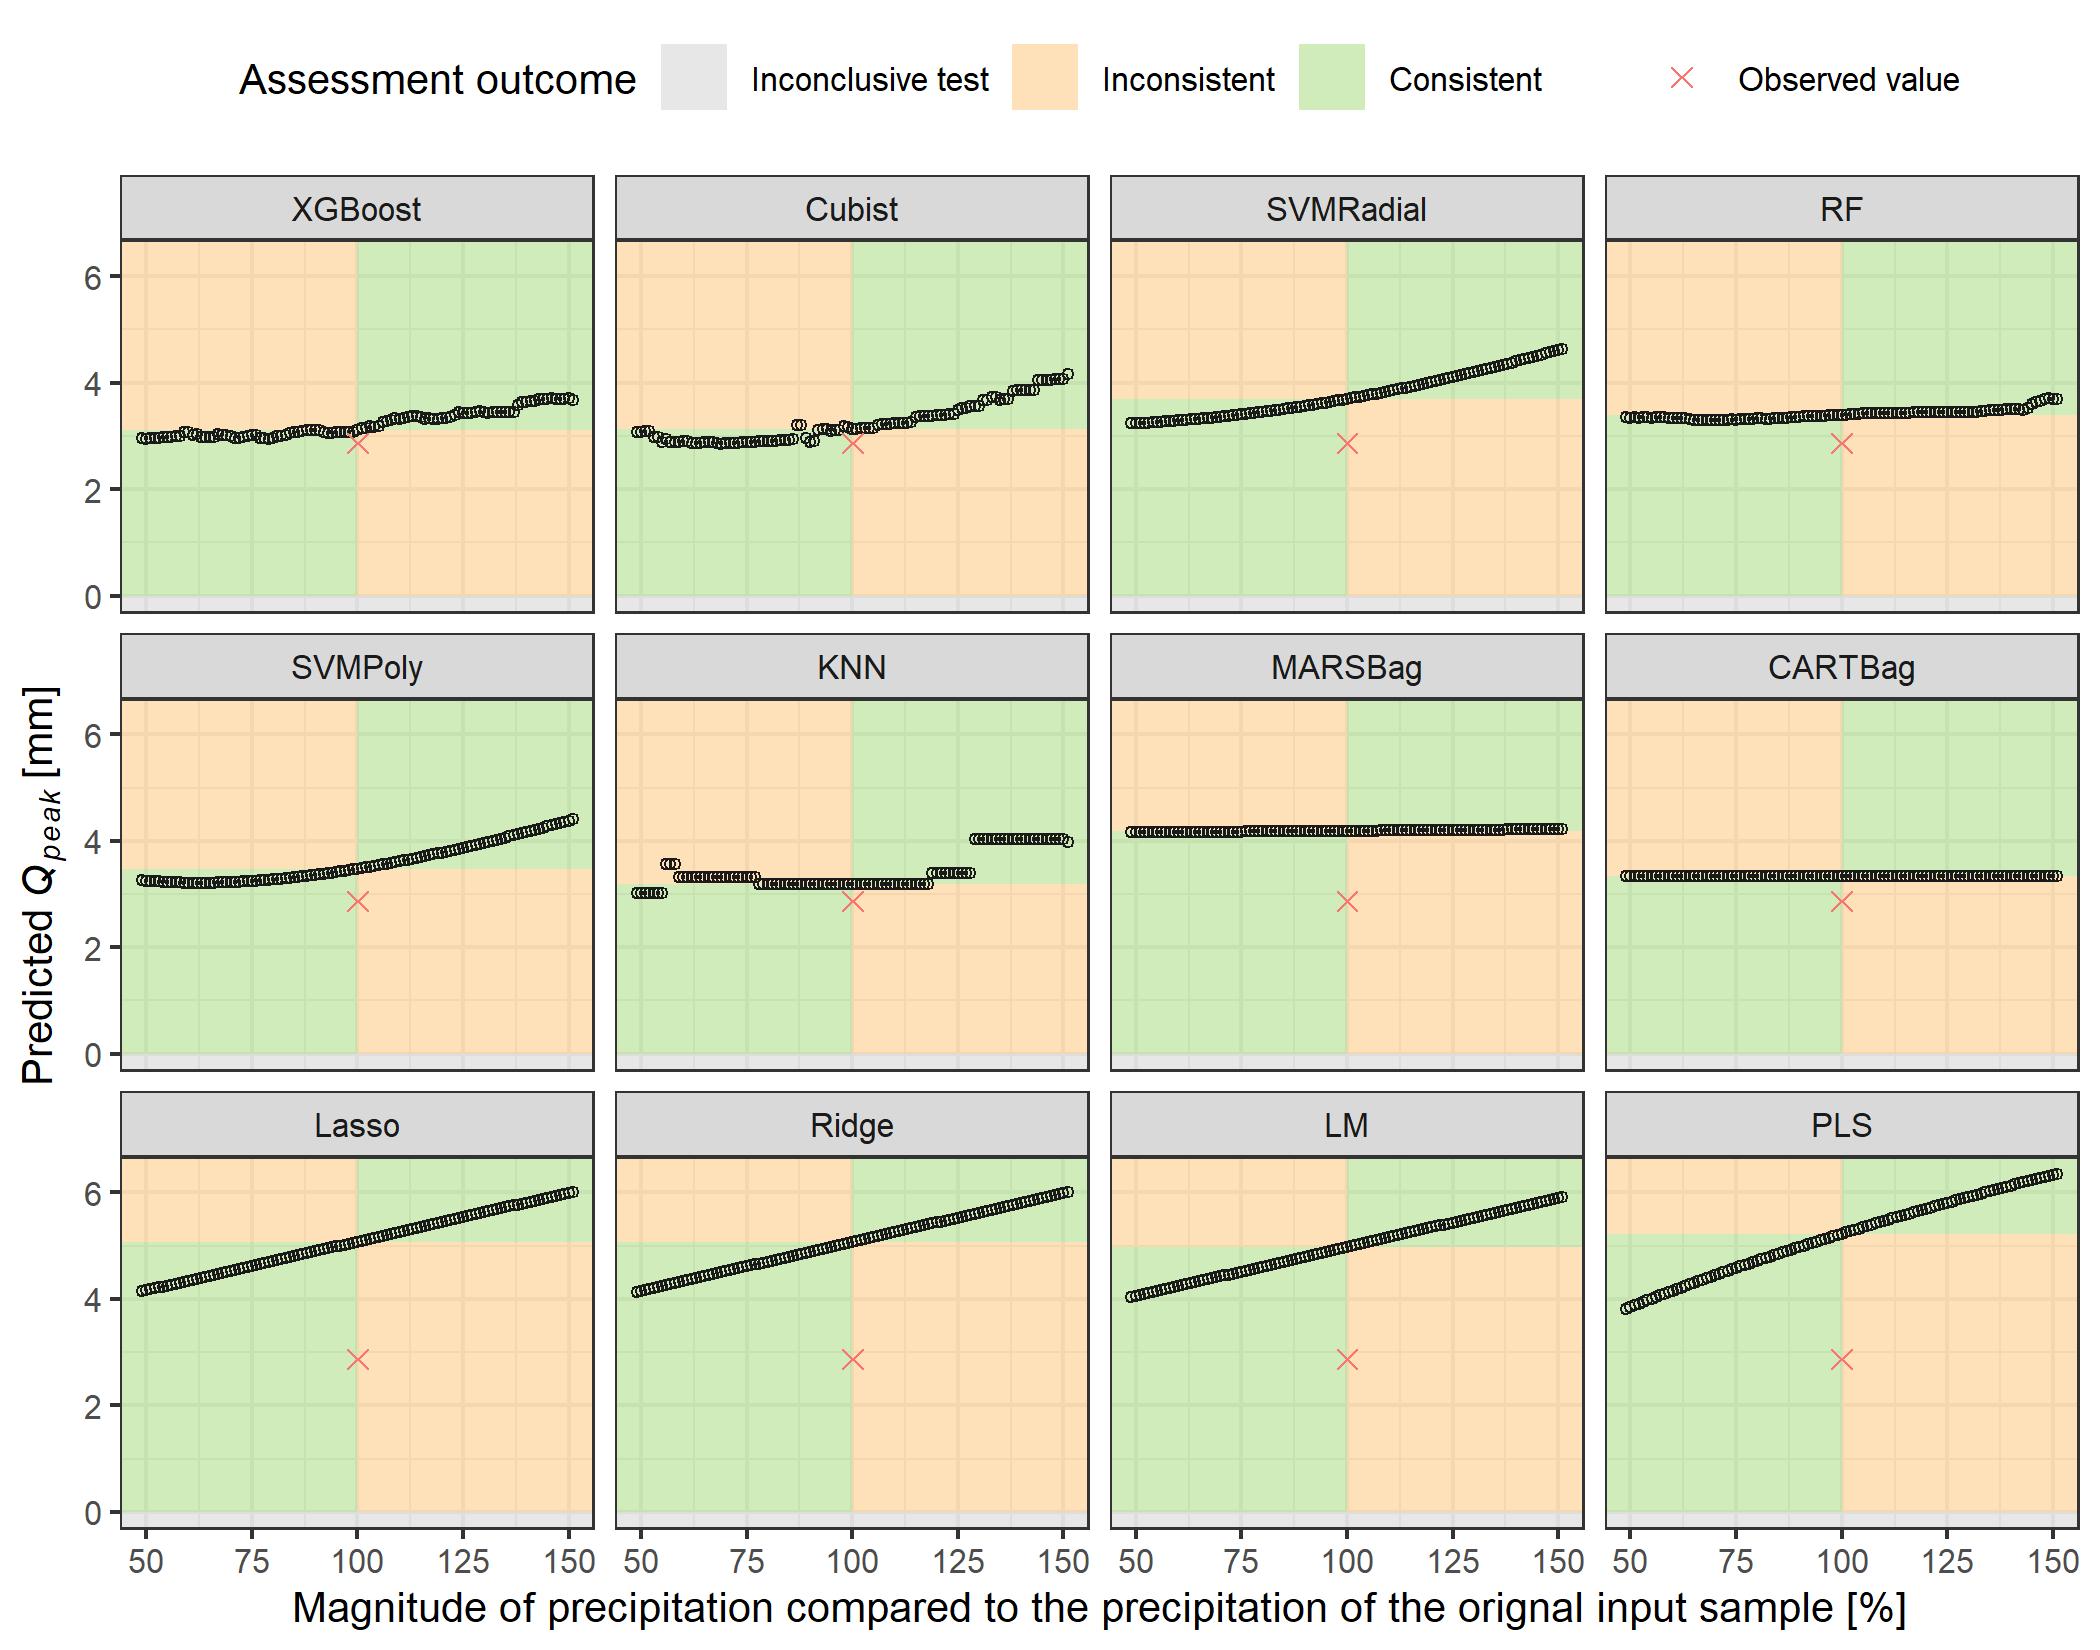 Assessment outcome Inconclusive test Inconsistent Consistent Observed value
XGBoost Cubist SVMRadial RF
6
4
2
0
SVMPoly KNN MARSBag CARTBag
6
4
2
0
Predicted Qpeak [mm]
Lasso Ridge LM PLS
6
4
2
0
50 75 100 125 150 50 75 100 125 150 50 75 100 125 150 50 75 100 125 150
Magnitude of precipitation compared to the precipitation of the orignal input sample [%]